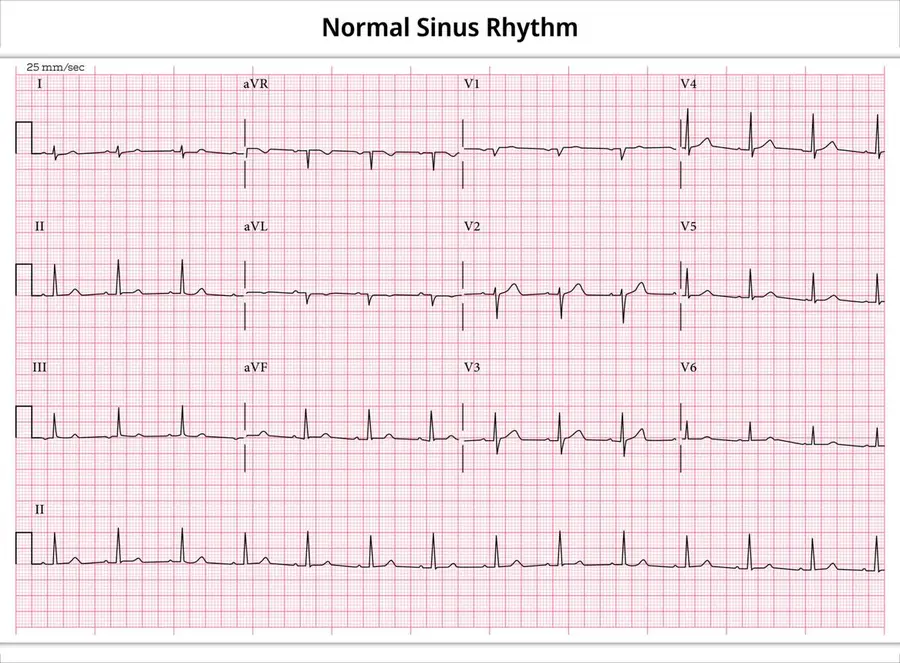 Normal Sinus Rhythm
25 mm/sec
I aVR V1 V4
II aVL V2 V5
III aVF V3 V6
II